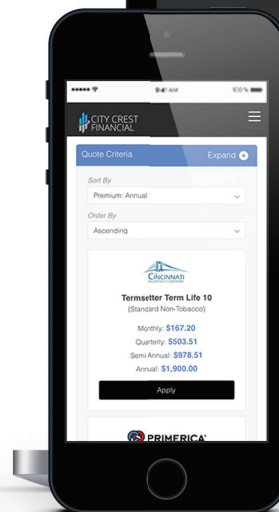 9:41 AM
100 %
CITY CREST
FINANCIAL
Quote Criteria
Expand
Sort By
Premium: Annual
Order By
Ascending
CINCINNATI
Termsetter Term Life 10
(Standard Non-Tobacco)
Monthly: $167.20
Quarterly: $503.51
Semi Annual: $978.51
Annual: $1,900.00
Apply
PRIMERICA